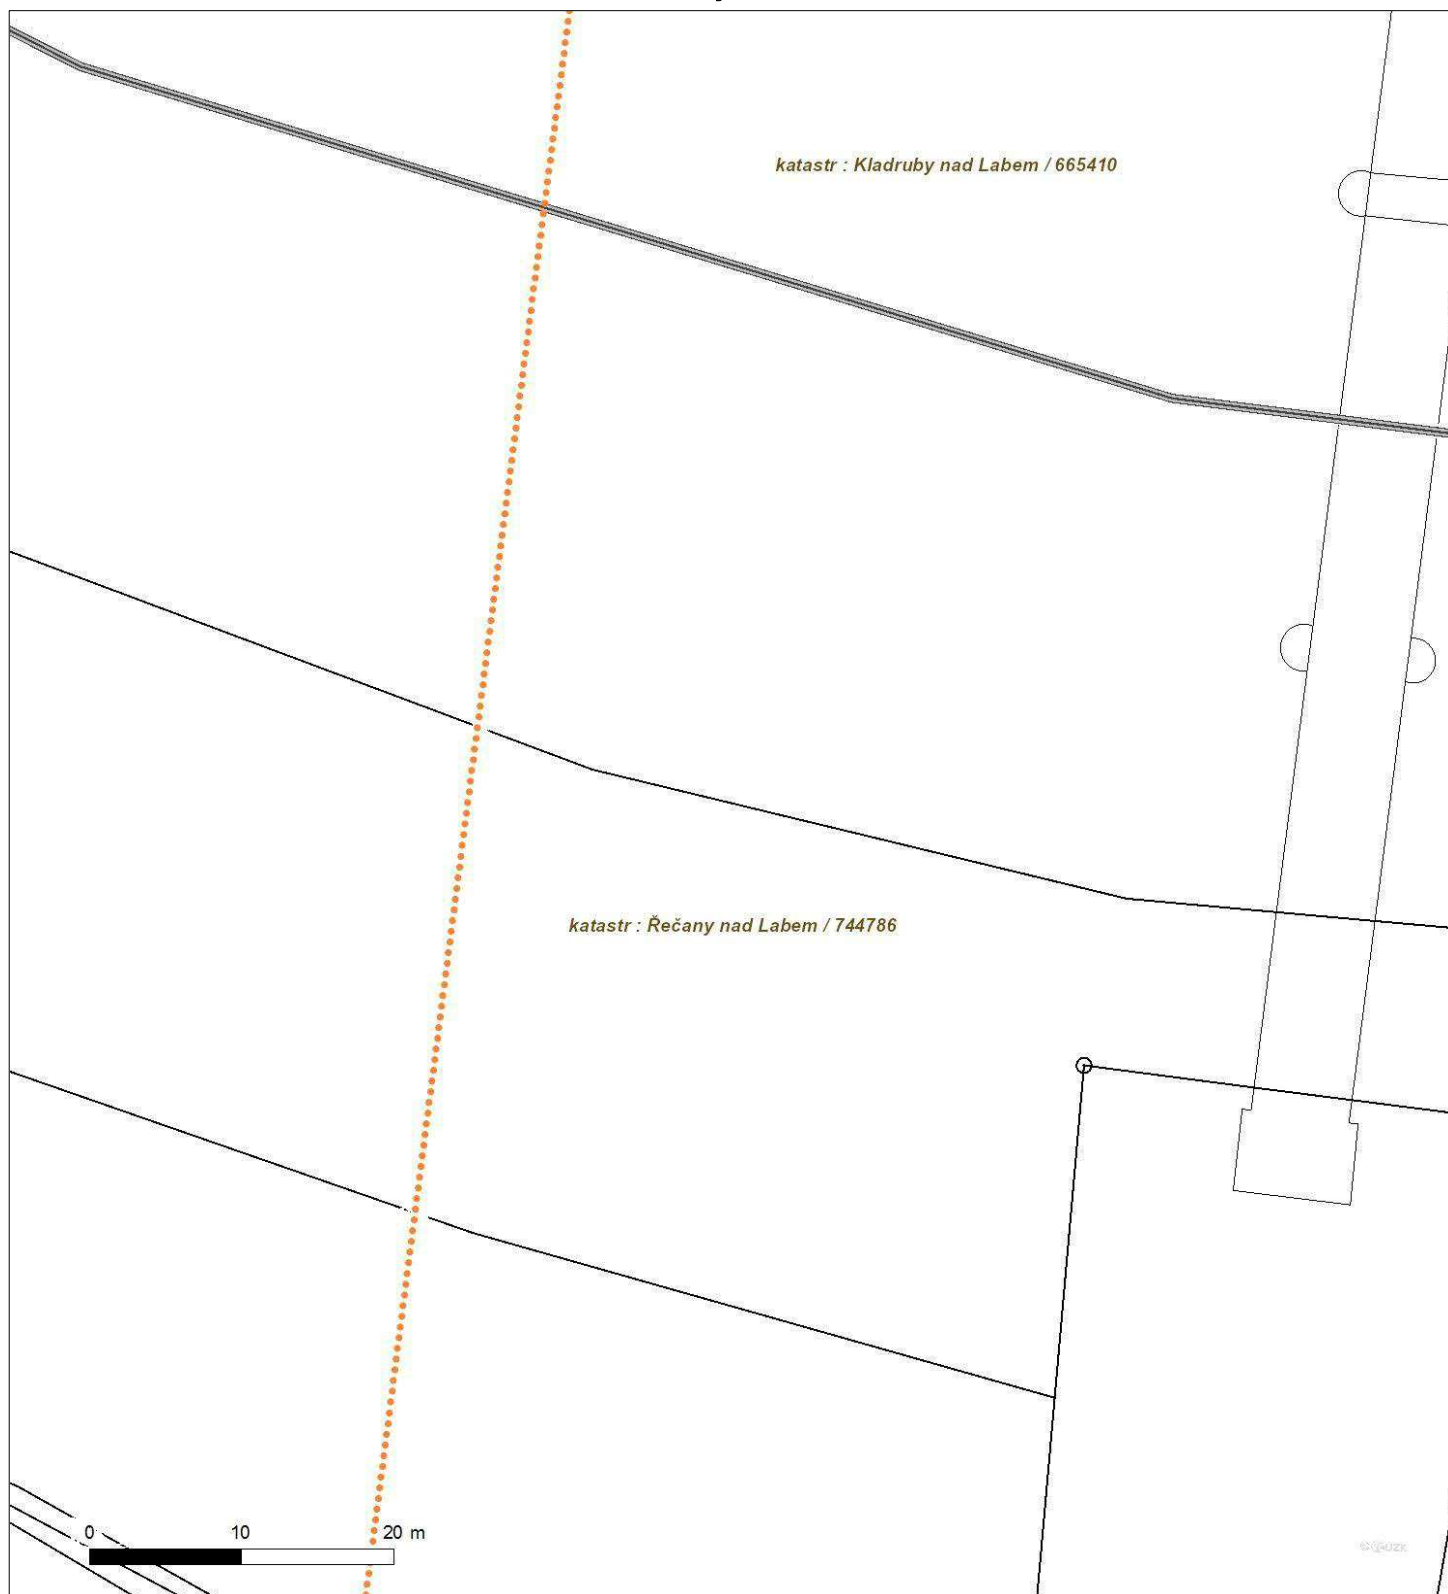 katastr : Kladruby nad Labem / 665410
katastr : Řečany nad Labem / 744786
0 10 20 m